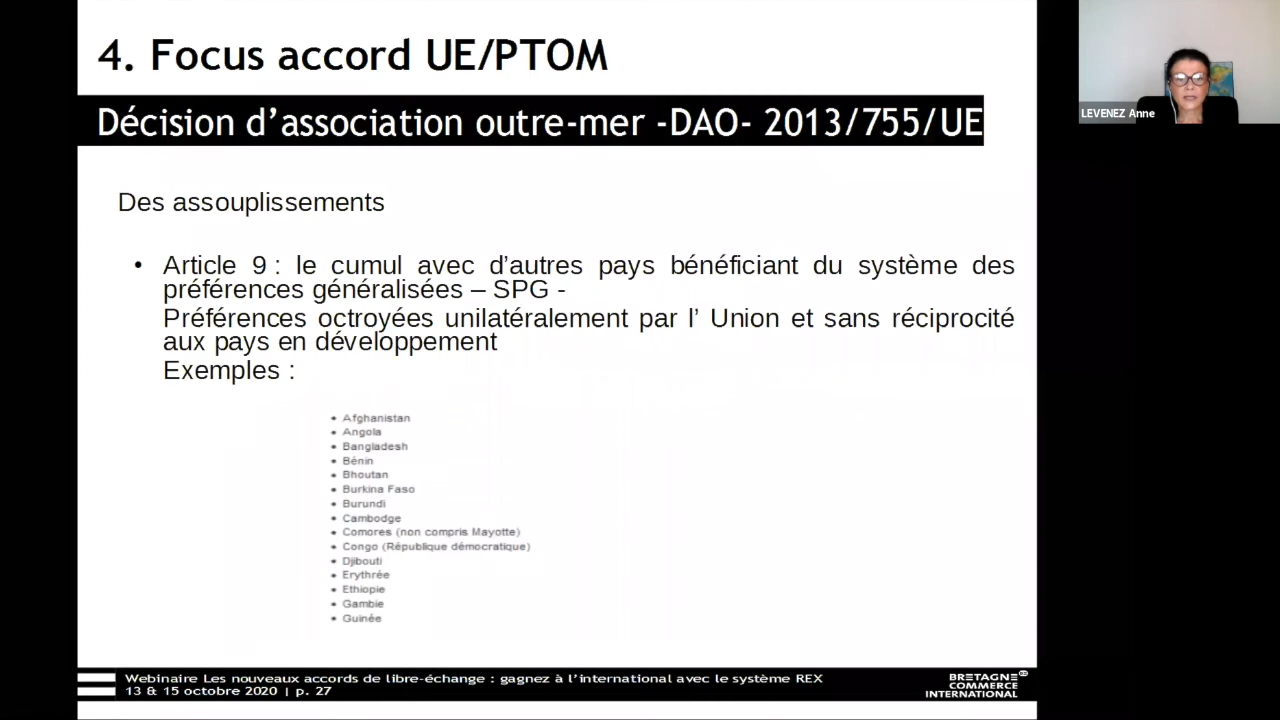 4. Focus accord UE/PTOM
Décision d’association outre-mer -DAO- 2013/755/UE
LEVENEZ Anne
Des assouplissements
• Article 9 : le cumul avec d’autres pays bénéficiant du système des
préférences généralisées – SPG -
Préférences octroyées unilatéralement par l’ Union et sans réciprocité
aux pays en développement
Exemples :
• Afghanistan
• Angola
• Bangladesh
• Bénin
• Bhoutan
• Burkina Faso
• Burundi
• Cambodge
• Comores (non compris Mayotte)
• Congo (République démocratique)
• Djibouti
• Erythrée
• Ethiopie
• Gambie
• Guinée
Webinaire Les nouveaux accords de libre-échange : gagnez à l’international avec le système REX
13 & 15 octobre 2020 | p. 27
BRETAGNE
COMMERCE
INTERNATIONAL